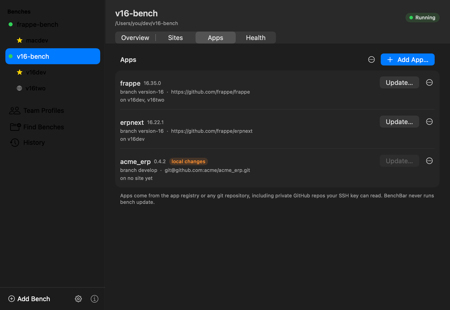 Benches
frappe-bench
v16-bench
v16dev
v16two
Team Profiles
Find Benches
History
Add Bench
v16-bench
/Users/you/dev/v16-bench
Running
Overview
Sites
Apps
Health
Apps
Add App...
frappe 16.35.0
branch version-16 · https://github.com/frappe/frappe
on v16dev, v16two
Update...
erpnext 16.22.1
branch version-16 · https://github.com/frappe/erpnext
on v16dev
Update...
acme_erp 0.4.2 local changes
branch develop · git@github.com:acme/acme_erp.git
on no site yet
Update...
Apps come from the app registry or any git repository, including private GitHub repos your SSH key can read. BenchBar never runs
bench update.